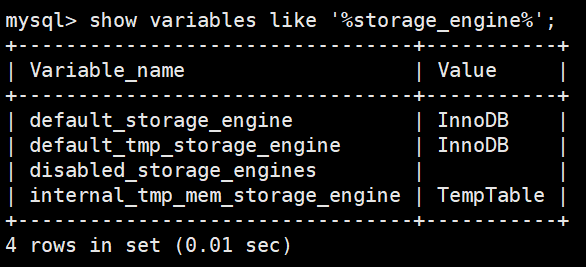 mysql> show variables like '%storage_engine%';
+---------------------------------+-----------+
| Variable_name                   | Value     |
+---------------------------------+-----------+
| default_storage_engine          | InnoDB    |
| default_tmp_storage_engine      | InnoDB    |
| disabled_storage_engines        |           |
| internal_tmp_mem_storage_engine | TempTable |
+---------------------------------+-----------+
4 rows in set (0.01 sec)